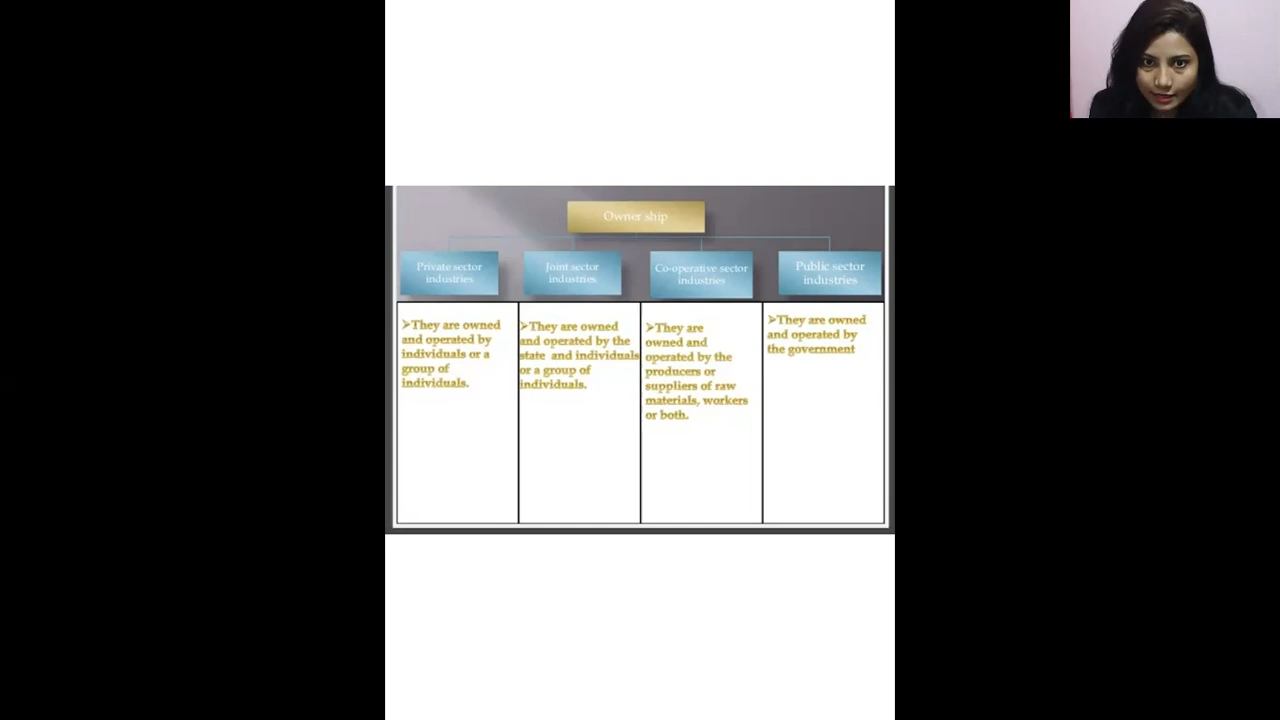 Owner ship
Private sector
industries
Joint sector
industries
Co-operative sector
industries
Public sector
industries
➢They are owned
and operated by
individuals or a
group of
individuals.
➢They are owned
and operated by the
state and individuals
or a group of
individuals.
➢They are
owned and
operated by the
producers or
suppliers of raw
materials, workers
or both.
➢They are owned
and operated by
the government